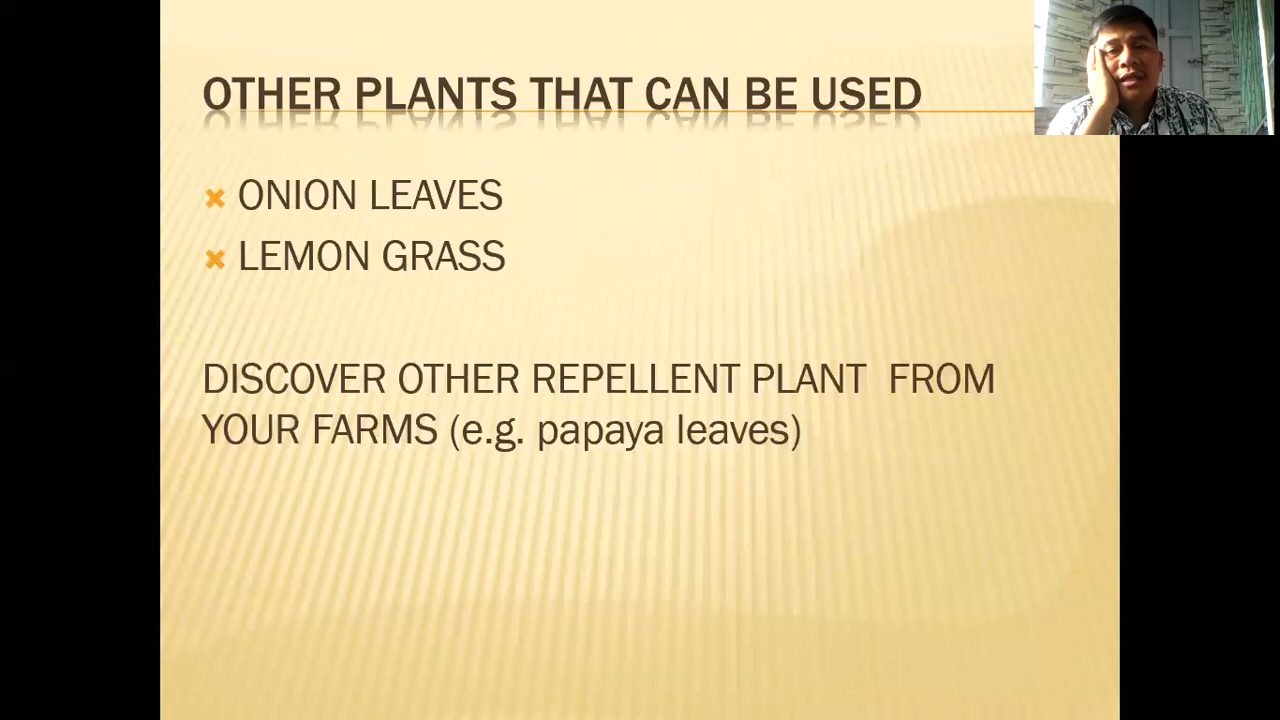 OTHER PLANTS THAT CAN BE USED
ONION LEAVES
LEMON GRASS
DISCOVER OTHER REPELLENT PLANT FROM
YOUR FARMS (e.g. papaya leaves)